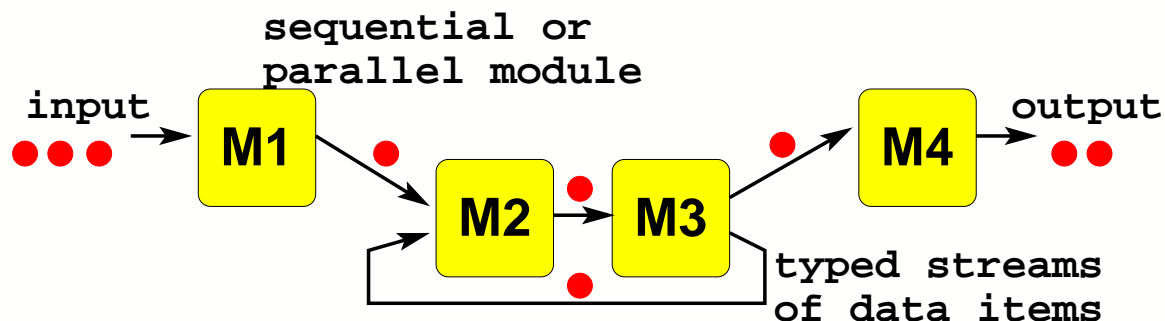 sequential or
parallel module
input
M1
M2
M3
M4
output
typed streams
of data items